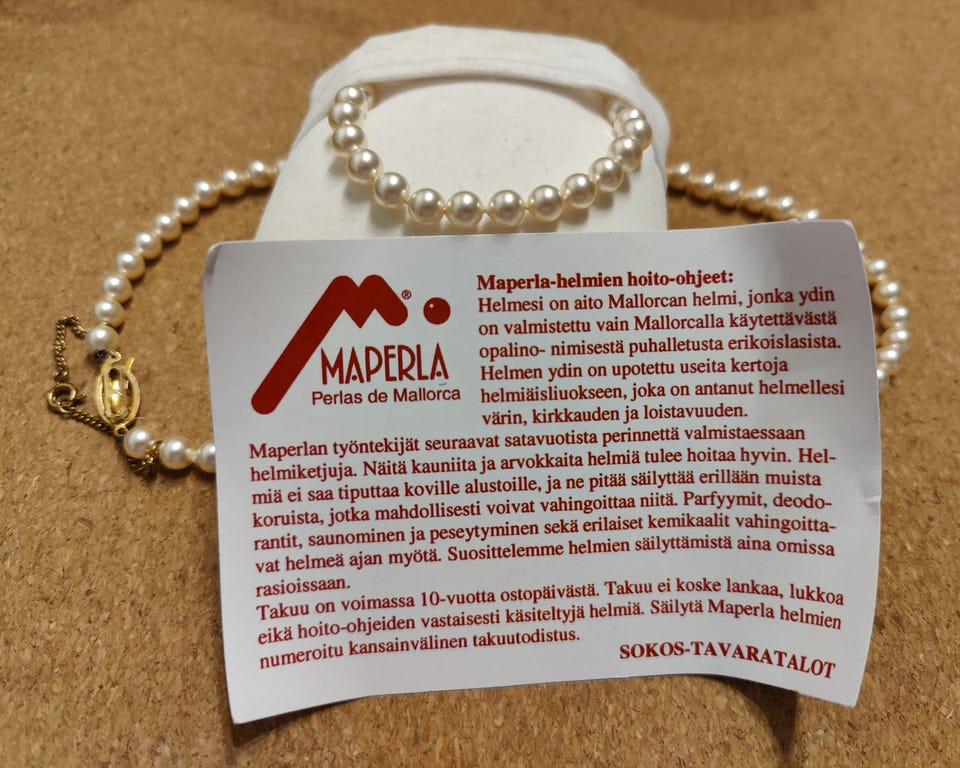 MAPERLA
®
Perlas de Mallorca
Maperla-helmien hoito-ohjeet:
Helmesi on aito Mallorcan helmi, jonka ydin
on valmistettu vain Mallorcalla käytettävästä
opalino- nimisestä puhalletusta erikoislasista.
Helmen ydin on upotettu useita kertoja
helmiäisliuokseen, joka on antanut helmellesi
värin, kirkkauden ja loistavuuden.
Maperlan työntekijät seuraavat satavuotista perinnettä valmistaessaan
helmiketjuja. Näitä kauniita ja arvokkaita helmiä tulee hoitaa hyvin. Hel-
miä ei saa tiputtaa koville alustoille, ja ne pitää säilyttää erillään muista
koruista, jotka mahdollisesti voivat vahingoittaa niitä. Parfyymit, deodo-
rantit, saunominen ja peseytyminen sekä erilaiset kemikaalit vahingoitta-
vat helmeä ajan myötä. Suosittelemme helmien säilyttämistä aina omissa
rasioissaan.
Takuu on voimassa 10-vuotta ostopäivästä. Takuu ei koske lankaa, lukkoa
eikä hoito-ohjeiden vastaisesti käsiteltyjä helmiä. Säilytä Maperla helmien
numeroitu kansainvälinen takuutodistus.
SOKOS-TAVARATALOT